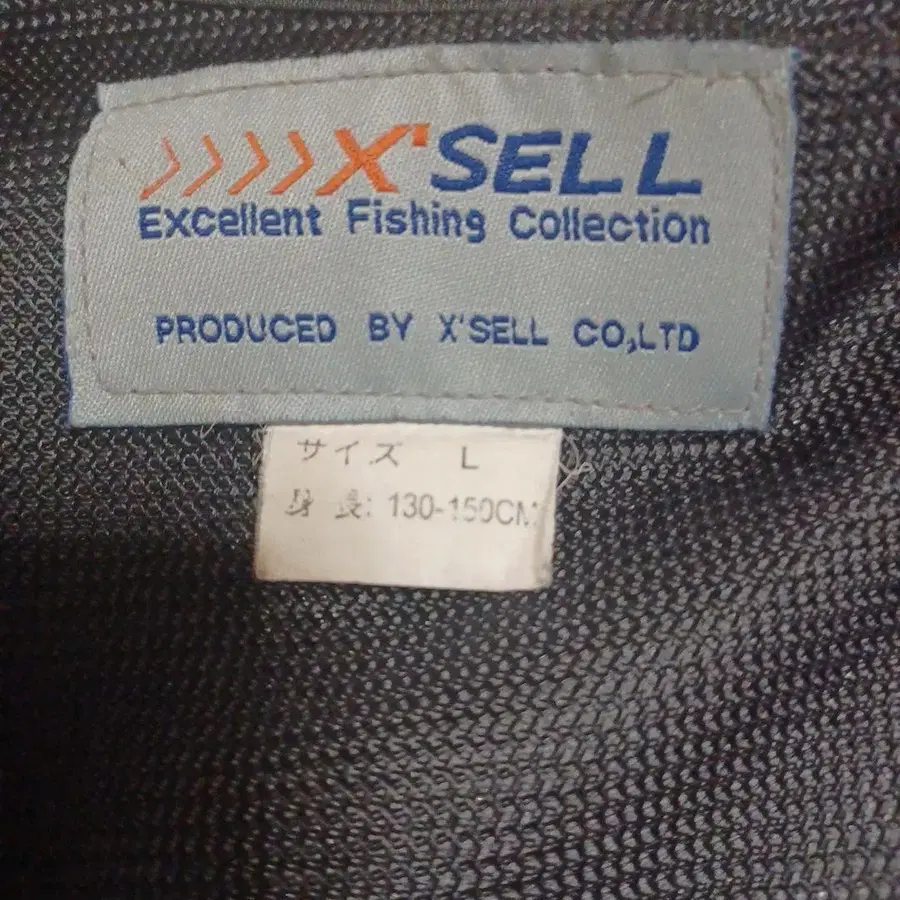 X'SELL
Excellent Fishing Collection
PRODUCED BY X'SELL CO,LTD
サイズ L
身長: 130-150CM